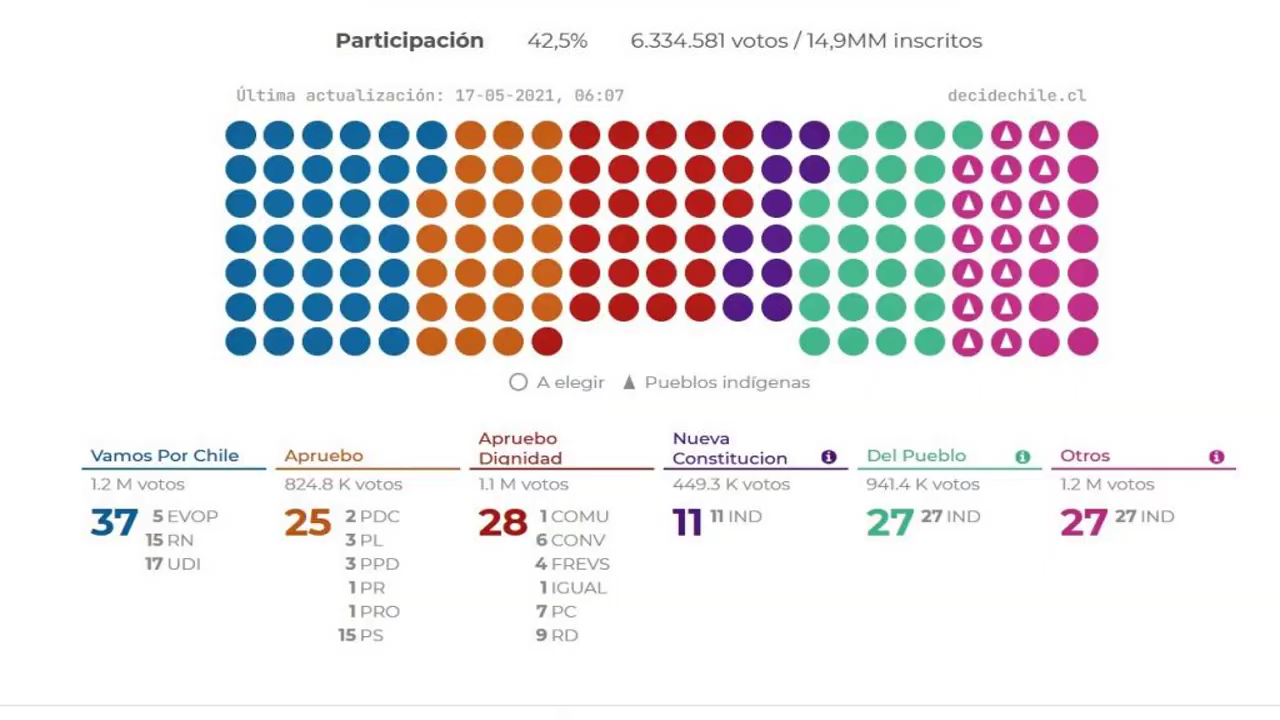 Participación 42,5% 6.334.581 votos / 14,9MM inscritos
Última actualización: 17-05-2021, 06:07 decidechile.cl
A elegir Pueblos indígenas
Vamos Por Chile
1.2 M votos
37 5 EVOP
15 RN
17 UDI
Apruebo
824.8 K votos
25 2 PDC
3 PL
3 PPD
1 PR
1 PRO
15 PS
Apruebo
Dignidad
1.1 M votos
28 1 COMU
6 CONV
4 FREVS
1 IGUAL
7 PC
9 RD
Nueva
Constitucion
449.3 K votos
11 11 IND
Del Pueblo
941.4 K votos
27 27 IND
Otros
1.2 M votos
27 27 IND